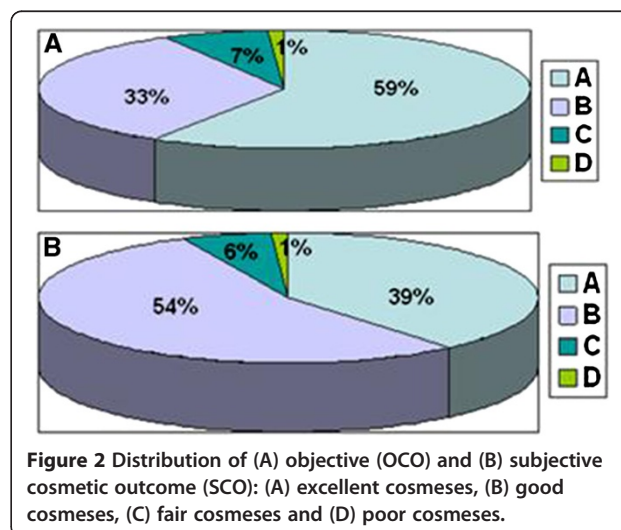 A
7%
1%
33%
59%
A
B
C
D
B
6%
1%
54%
39%
A
B
C
D
Figure 2 Distribution of (A) objective (OCO) and (B) subjective
cosmetic outcome (SCO): (A) excellent cosmeses, (B) good
cosmeses, (C) fair cosmeses and (D) poor cosmeses.